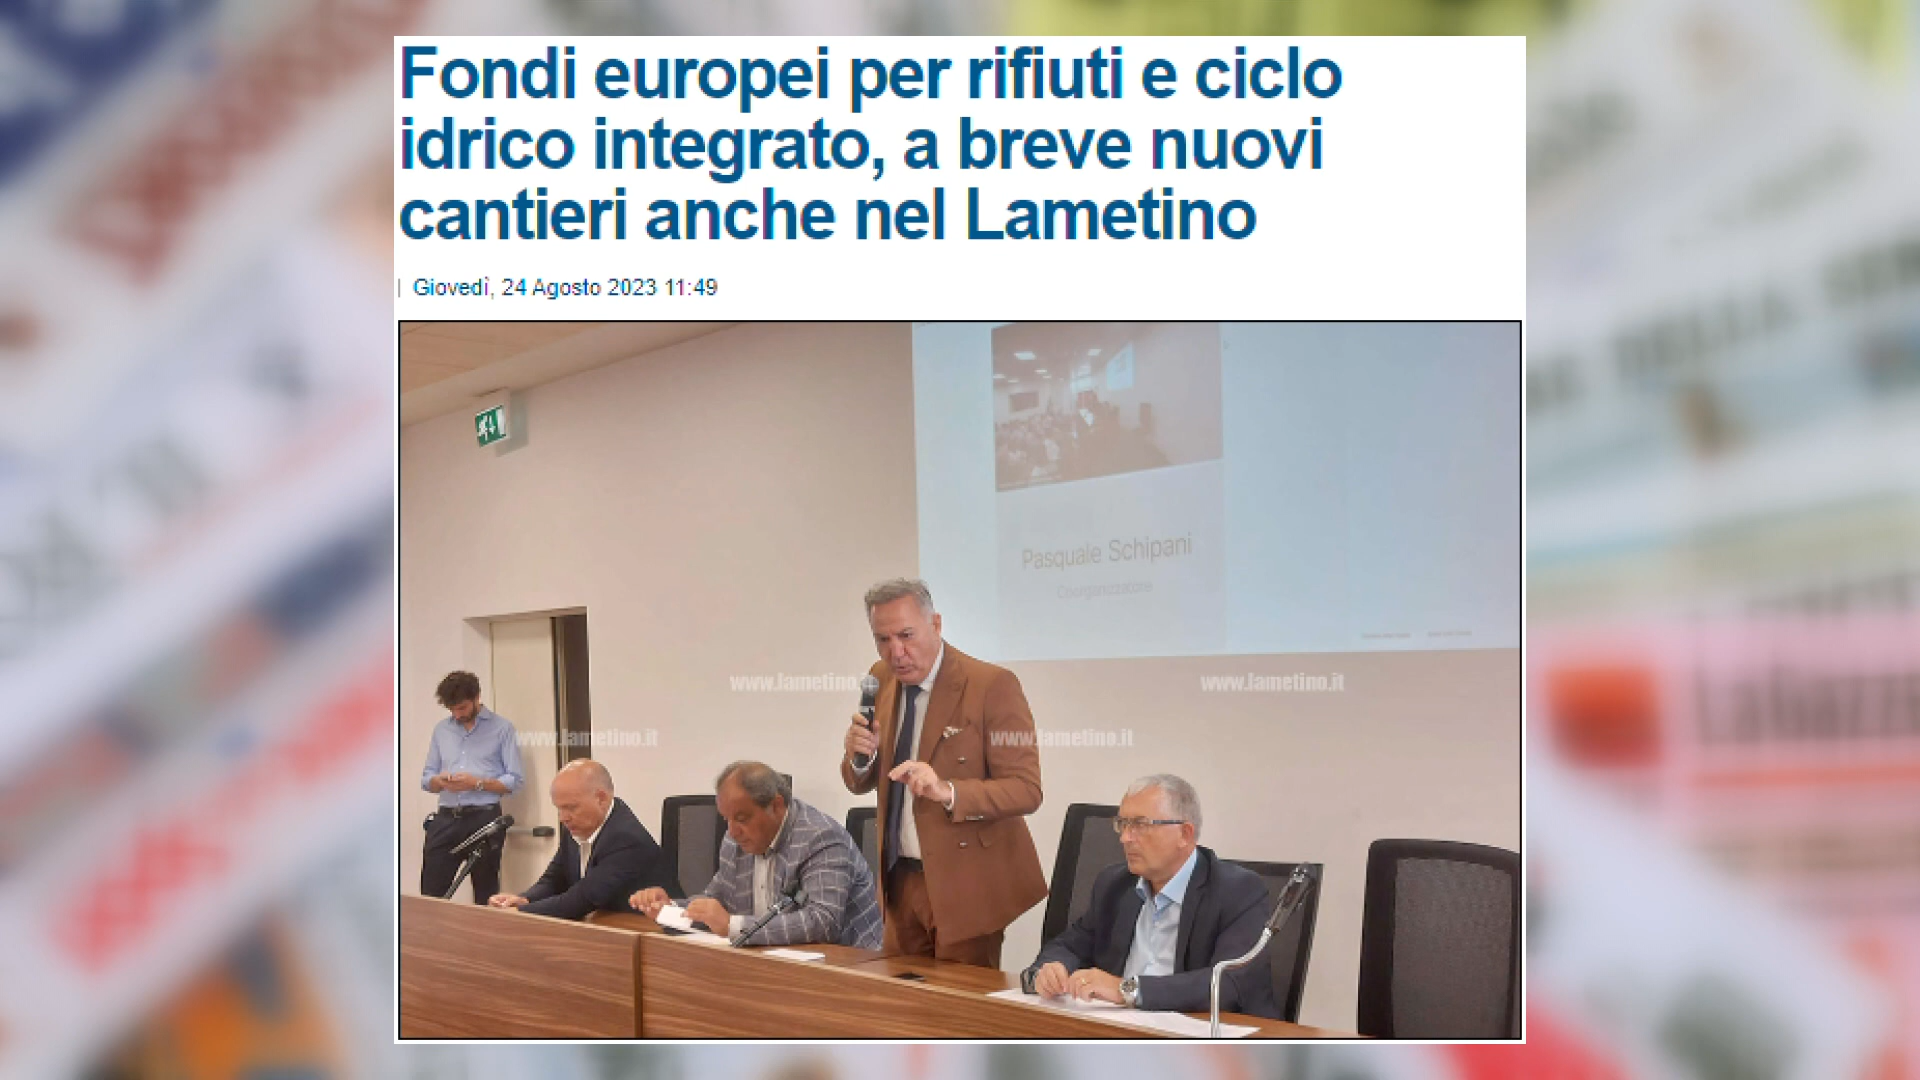 Fondi europei per rifiuti e ciclo
idrico integrato, a breve nuovi
cantieri anche nel Lametino
Giovedì, 24 Agosto 2023 11:49
Pasquale Schipani
Coorganizzatore
www.lametino.it
www.lametino.it
www.lametino.it
www.lametino.it